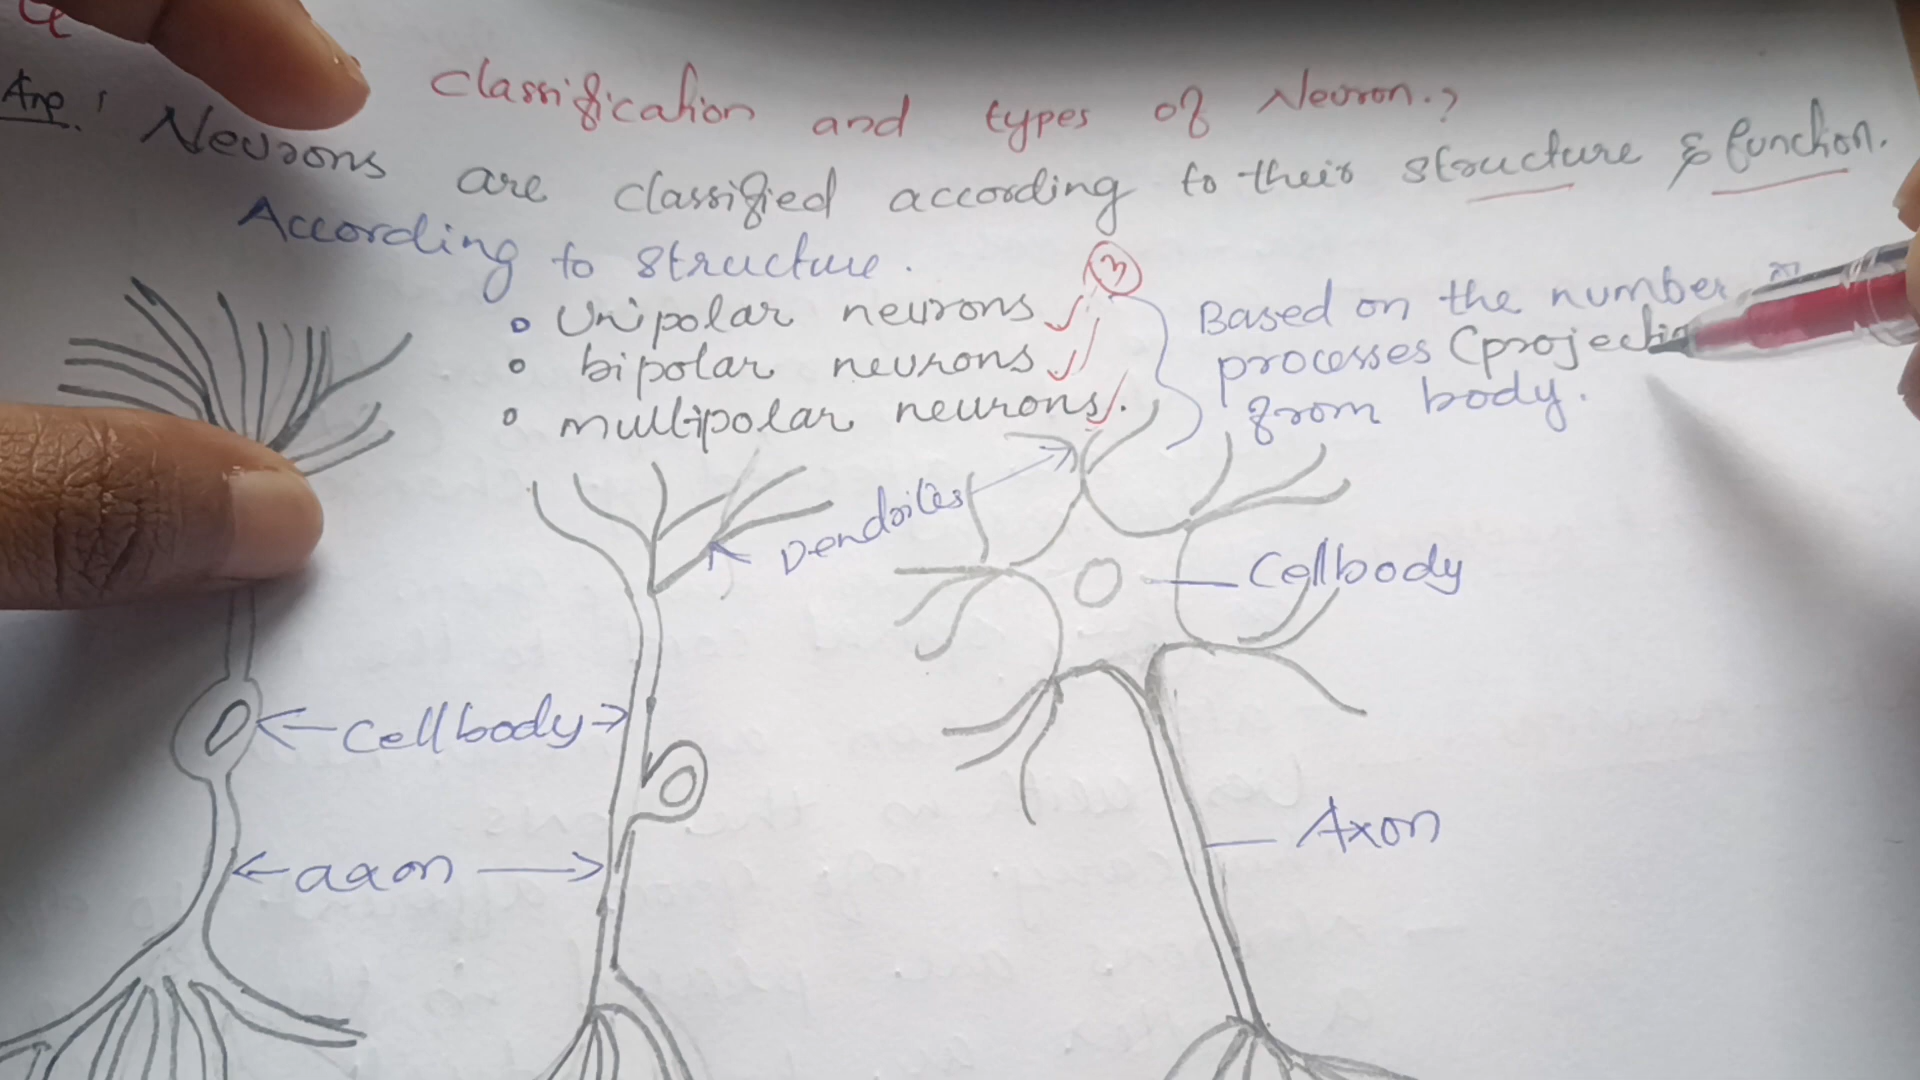 Classification and types of Neuron.?
Ans:
Neurons are classified according to their structure & function.
According to structure.
• Unipolar neurons ✓
• bipolar neurons ✓
• multipolar neurons ✓.
3
Based on the number
processes (projecti
from body.
Dendrites
Cellbody
Cellbody
axon
Axon